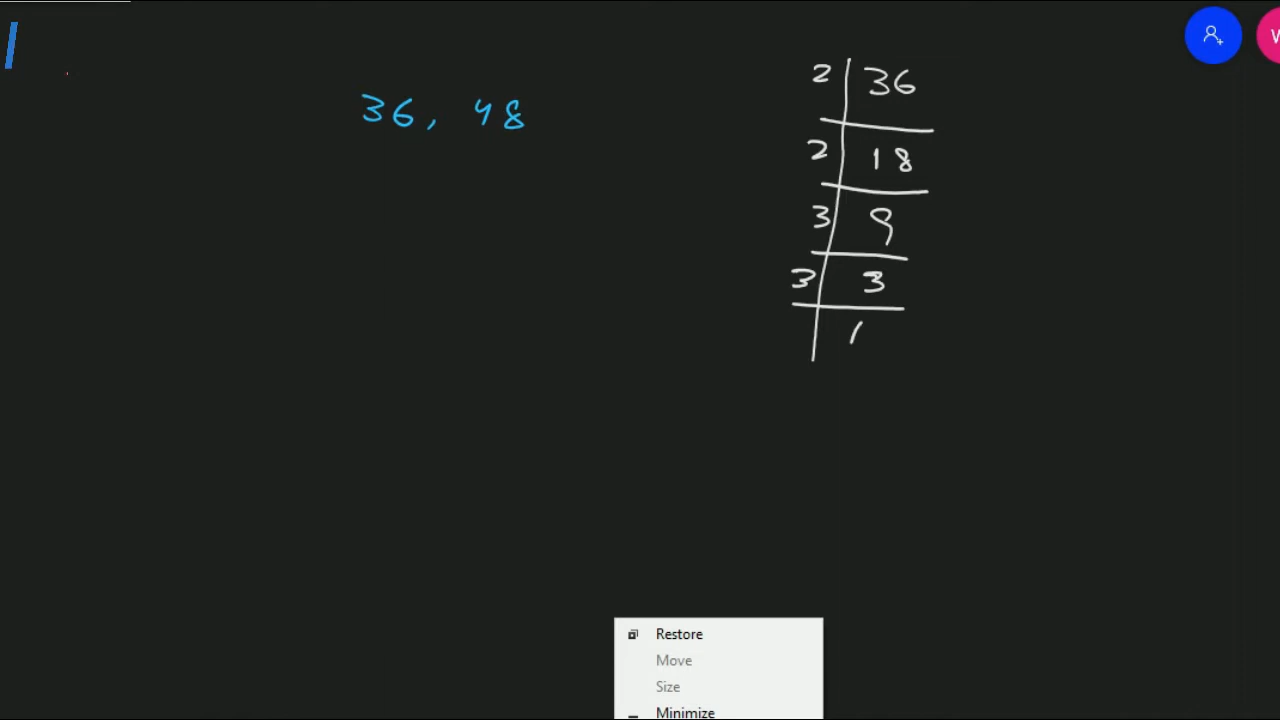 36, 48
2 | 36
2 | 18
3 | 9
3 | 3
| 1
W
Restore
Move
Size
Minimize